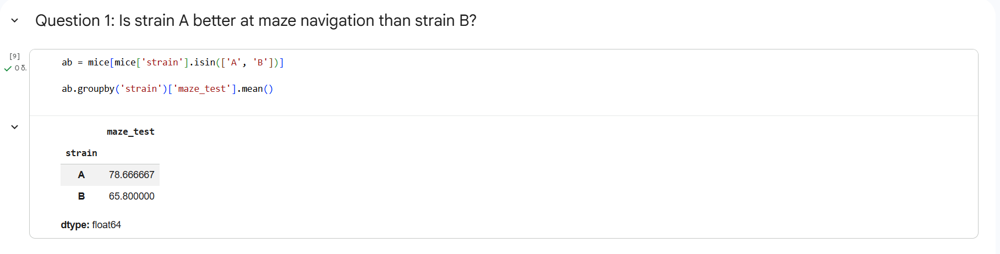 Question 1: Is strain A better at maze navigation than strain B?
[9]
0 δ.
ab = mice[mice['strain'].isin(['A', 'B'])]
ab.groupby('strain')['maze_test'].mean()
maze_test
strain
A 78.666667
B 65.800000
dtype: float64